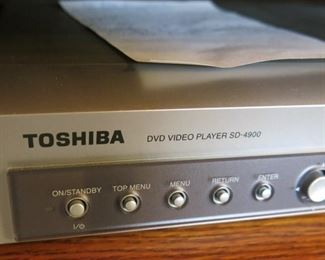 TOSHIBA DVD VIDEO PLAYER SD-4900
ON/STANDBY TOP MENU MENU RETURN ENTER
I/⏻